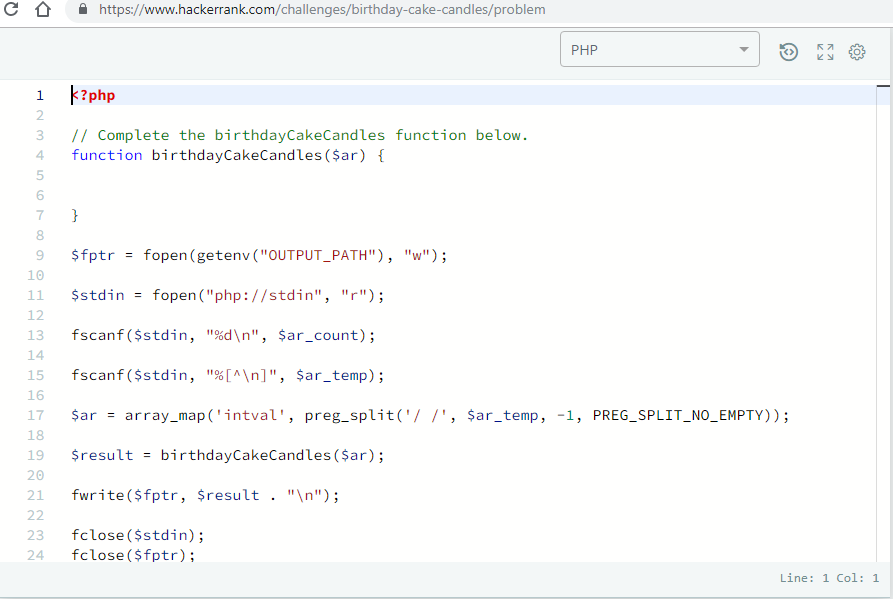 https://www.hackerrank.com/challenges/birthday-cake-candles/problem
PHP
1 <?php
2
3 // Complete the birthdayCakeCandles function below.
4 function birthdayCakeCandles($ar) {
5
6
7 }
8
9 $fptr = fopen(getenv("OUTPUT_PATH"), "w");
10
11 $stdin = fopen("php://stdin", "r");
12
13 fscanf($stdin, "%d\n", $ar_count);
14
15 fscanf($stdin, "%[^\n]", $ar_temp);
16
17 $ar = array_map('intval', preg_split('/ /', $ar_temp, -1, PREG_SPLIT_NO_EMPTY));
18
19 $result = birthdayCakeCandles($ar);
20
21 fwrite($fptr, $result . "\n");
22
23 fclose($stdin);
24 fclose($fptr);
Line: 1 Col: 1